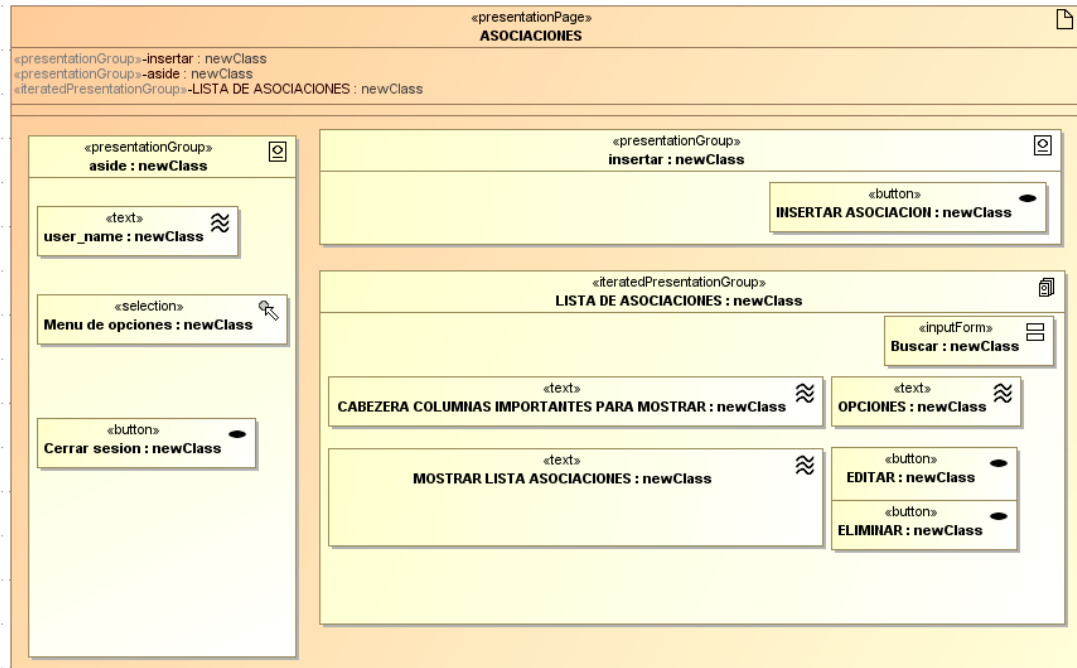 «presentationPage»
ASOCIACIONES
«presentationGroup»-insertar : newClass
«presentationGroup»-aside : newClass
«iteratedPresentationGroup»-LISTA DE ASOCIACIONES : newClass
«presentationGroup»
aside : newClass
«text»
user_name : newClass
«selection»
Menu de opciones : newClass
«button»
Cerrar sesion : newClass
«presentationGroup»
insertar : newClass
«button»
INSERTAR ASOCIACION : newClass
«iteratedPresentationGroup»
LISTA DE ASOCIACIONES : newClass
«inputForm»
Buscar : newClass
«text»
CABEZERA COLUMNAS IMPORTANTES PARA MOSTRAR : newClass
«text»
OPCIONES : newClass
«text»
MOSTRAR LISTA ASOCIACIONES : newClass
«button»
EDITAR : newClass
«button»
ELIMINAR : newClass